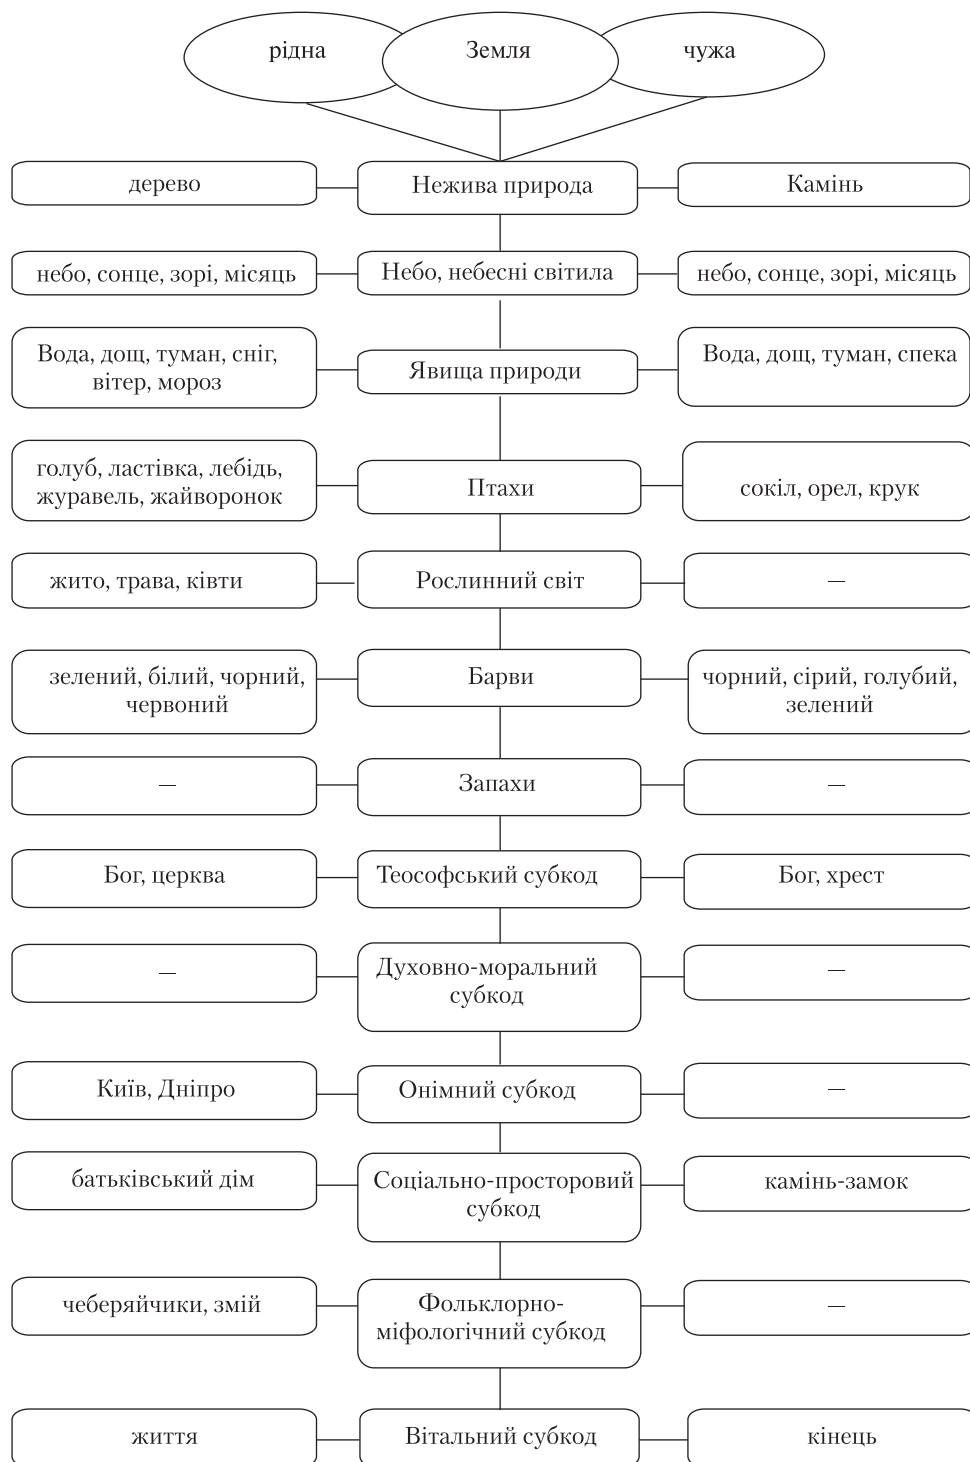 рідна
Земля
чужа
дерево
Нежива природа
Камінь
небо, сонце, зорі, місяць
Небо, небесні світила
небо, сонце, зорі, місяць
Вода, дощ, туман, сніг,
вітер, мороз
Явища природи
Вода, дощ, туман, спека
голуб, ластівка, лебідь,
журавель, жайворонок
Птахи
сокіл, орел, крук
жито, трава, ківти
Рослинний світ
—
зелений, білий, чорний,
червоний
Барви
чорний, сірий, голубий,
зелений
—
Запахи
—
Бог, церква
Теософський субкод
Бог, хрест
—
Духовно-моральний
субкод
—
Київ, Дніпро
Онімний субкод
—
батьківський дім
Соціально-просторовий
субкод
камінь-замок
чеберяйчики, змій
Фольклорно-
міфологічний субкод
—
життя
Вітальний субкод
кінець